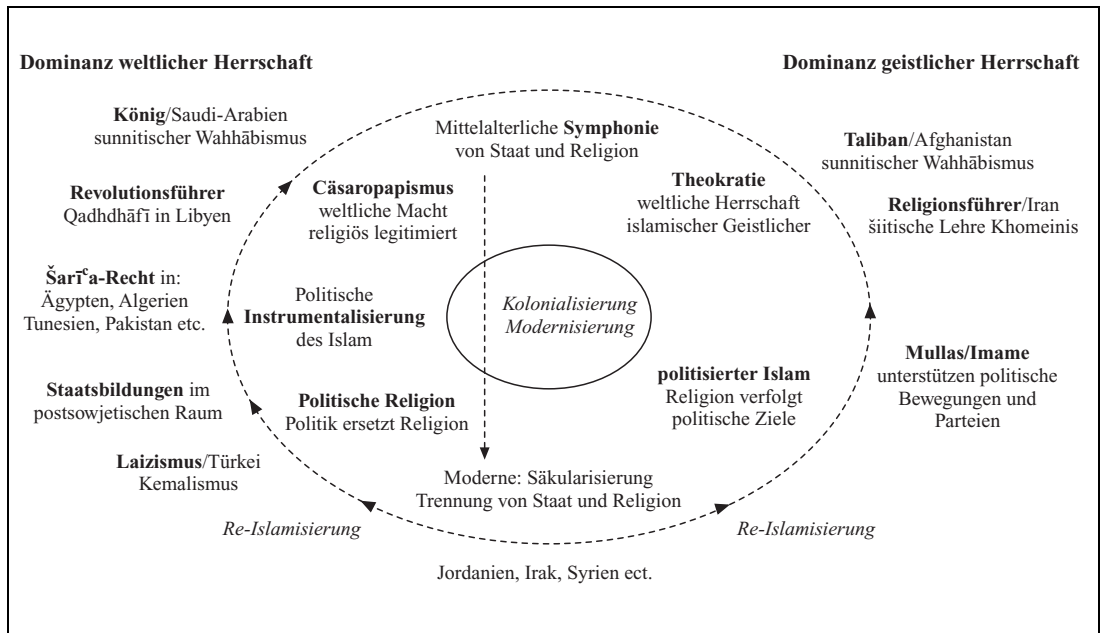 Dominanz weltlicher Herrschaft
Dominanz geistlicher Herrschaft
König/Saudi-Arabien
sunnitischer Wahhābismus
Mittelalterliche Symphonie
von Staat und Religion
Taliban/Afghanistan
sunnitischer Wahhābismus
Revolutionsführer
Qadhdhāfī in Libyen
Cäsaropapismus
weltliche Macht
religiös legitimiert
Theokratie
weltliche Herrschaft
islamischer Geistlicher
Religionsführer/Iran
šiitische Lehre Khomeinis
Šarīᶜa-Recht in:
Ägypten, Algerien
Tunesien, Pakistan etc.
Politische
Instrumentalisierung
des Islam
Kolonialisierung
Modernisierung
Mullas/Imame
unterstützen politische
Bewegungen und
Parteien
Staatsbildungen im
postsowjetischen Raum
Politische Religion
Politik ersetzt Religion
politisierter Islam
Religion verfolgt
politische Ziele
Laizismus/Türkei
Kemalismus
Moderne: Säkularisierung
Trennung von Staat und Religion
Re-Islamisierung
Re-Islamisierung
Jordanien, Irak, Syrien ect.